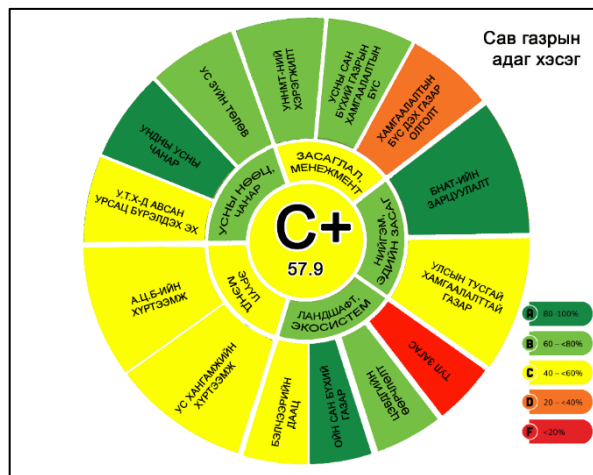 Сав газрын
адаг хэсэг
УС ЗҮЙН ТӨЛӨВ
УННМТ-НИЙ
ХЭРЭГЖИЛТ
УСНЫ САН
БҮХИЙ ГАЗРЫН
ХАМГААЛАЛТЫН
БҮС
ХАМГААЛАЛТЫН
БҮС ДЭХ ГАЗАР
ОЛГОЛТ
БНАТ-ИЙН
ЗАРЦУУЛАЛТ
УЛСЫН ТУСГАЙ
ХАМГААЛАЛТТАЙ
ГАЗАР
ТУЛ ЗАГАС
ЦЭВДГИЙН
ӨӨРЧЛӨЛТ
ОЙН САН БҮХИЙ
ГАЗАР
БЭЛЧЭЭРИЙН
ДААЦ
УС ХАНГАМЖИЙН
ХҮРТЭЭМЖ
А.Ц.Б-ИЙН
ХҮРТЭЭМЖ
У.Т.Х-Д АВСАН
УРСАЦ БҮРЭЛДЭХ ЭХ
УНДНЫ УСНЫ
ЧАНАР
ЗАСАГЛАЛ,
МЕНЕЖМЕНТ
НИЙГЭМ,
ЭДИЙН ЗАСАГ
ЛАНДШАФТ,
ЭКОСИСТЕМ
ЭРҮҮЛ
МЭНД
УСНЫ НӨӨЦ,
ЧАНАР
C+
57.9
A 80-100%
B 60 – <80%
C 40 – <60%
D 20 – <40%
F <20%